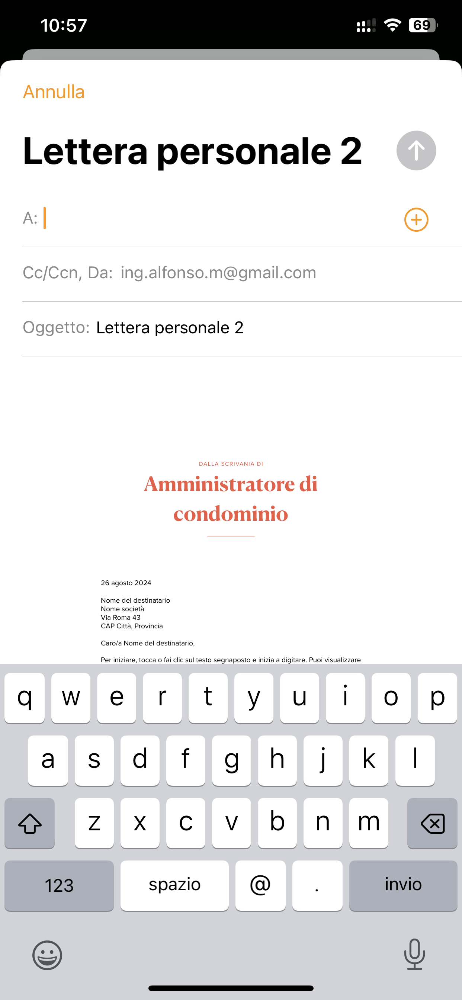 10:57
69
Annulla
Lettera personale 2
A:
Cc/Ccn, Da: ing.alfonso.m@gmail.com
Oggetto: Lettera personale 2
DALLA SCRIVANIA DI
Amministratore di
condominio
26 agosto 2024
Nome del destinatario
Nome società
Via Roma 43
CAP Città, Provincia
Caro/a Nome del destinatario,
Per iniziare, tocca o fai clic sul testo segnaposto e inizia a digitare. Puoi visualizzare
q w e r t y u i o p
a s d f g h j k l
z x c v b n m
123 spazio @ . invio